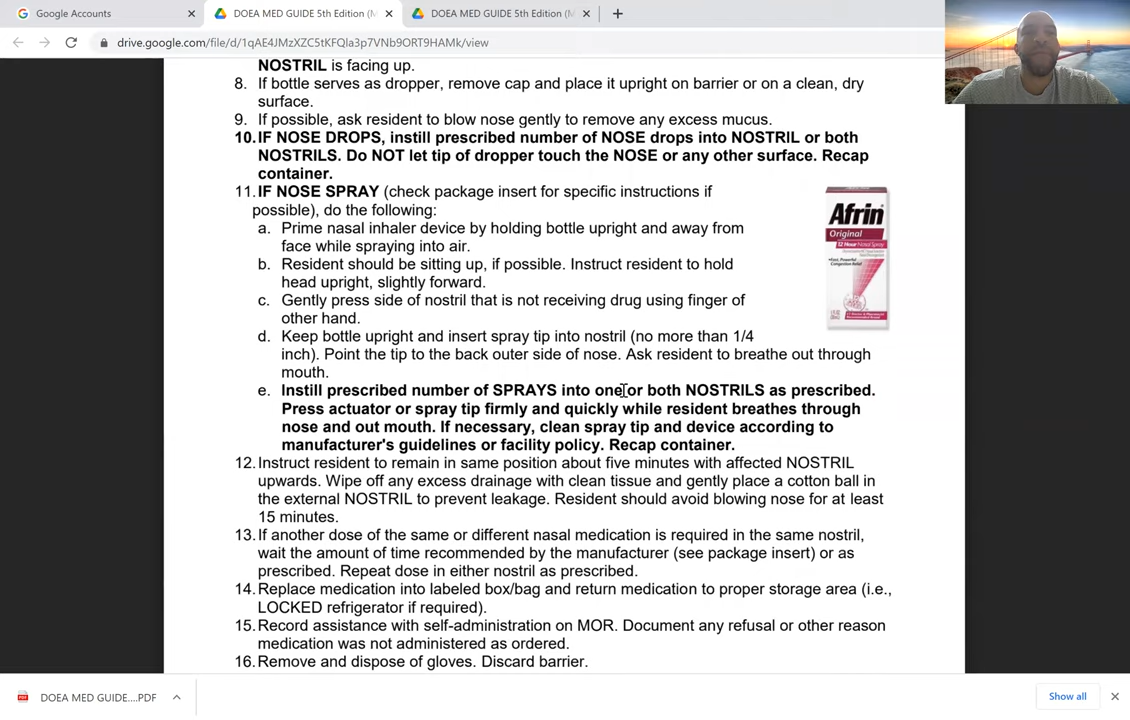 Google Accounts
DOEA MED GUIDE 5th Edition (M
DOEA MED GUIDE 5th Edition (M
drive.google.com/file/d/1qAE4JMzXZC5tKFQIa3p7VNb9ORT9HAMk/view
NOSTRIL is facing up.
8. If bottle serves as dropper, remove cap and place it upright on barrier or on a clean, dry
surface.
9. If possible, ask resident to blow nose gently to remove any excess mucus.
10. IF NOSE DROPS, instill prescribed number of NOSE drops into NOSTRIL or both
NOSTRILS. Do NOT let tip of dropper touch the NOSE or any other surface. Recap
container.
11. IF NOSE SPRAY (check package insert for specific instructions if
possible), do the following:
a. Prime nasal inhaler device by holding bottle upright and away from
face while spraying into air.
b. Resident should be sitting up, if possible. Instruct resident to hold
head upright, slightly forward.
c. Gently press side of nostril that is not receiving drug using finger of
other hand.
d. Keep bottle upright and insert spray tip into nostril (no more than 1/4
inch). Point the tip to the back outer side of nose. Ask resident to breathe out through
mouth.
e. Instill prescribed number of SPRAYS into one or both NOSTRILS as prescribed.
Press actuator or spray tip firmly and quickly while resident breathes through
nose and out mouth. If necessary, clean spray tip and device according to
manufacturer's guidelines or facility policy. Recap container.
12. Instruct resident to remain in same position about five minutes with affected NOSTRIL
upwards. Wipe off any excess drainage with clean tissue and gently place a cotton ball in
the external NOSTRIL to prevent leakage. Resident should avoid blowing nose for at least
15 minutes.
13. If another dose of the same or different nasal medication is required in the same nostril,
wait the amount of time recommended by the manufacturer (see package insert) or as
prescribed. Repeat dose in either nostril as prescribed.
14. Replace medication into labeled box/bag and return medication to proper storage area (i.e.,
LOCKED refrigerator if required).
15. Record assistance with self-administration on MOR. Document any refusal or other reason
medication was not administered as ordered.
16. Remove and dispose of gloves. Discard barrier.
Afrin
Original
12 Hour Nasal Spray
DOEA MED GUIDE....PDF
Show all